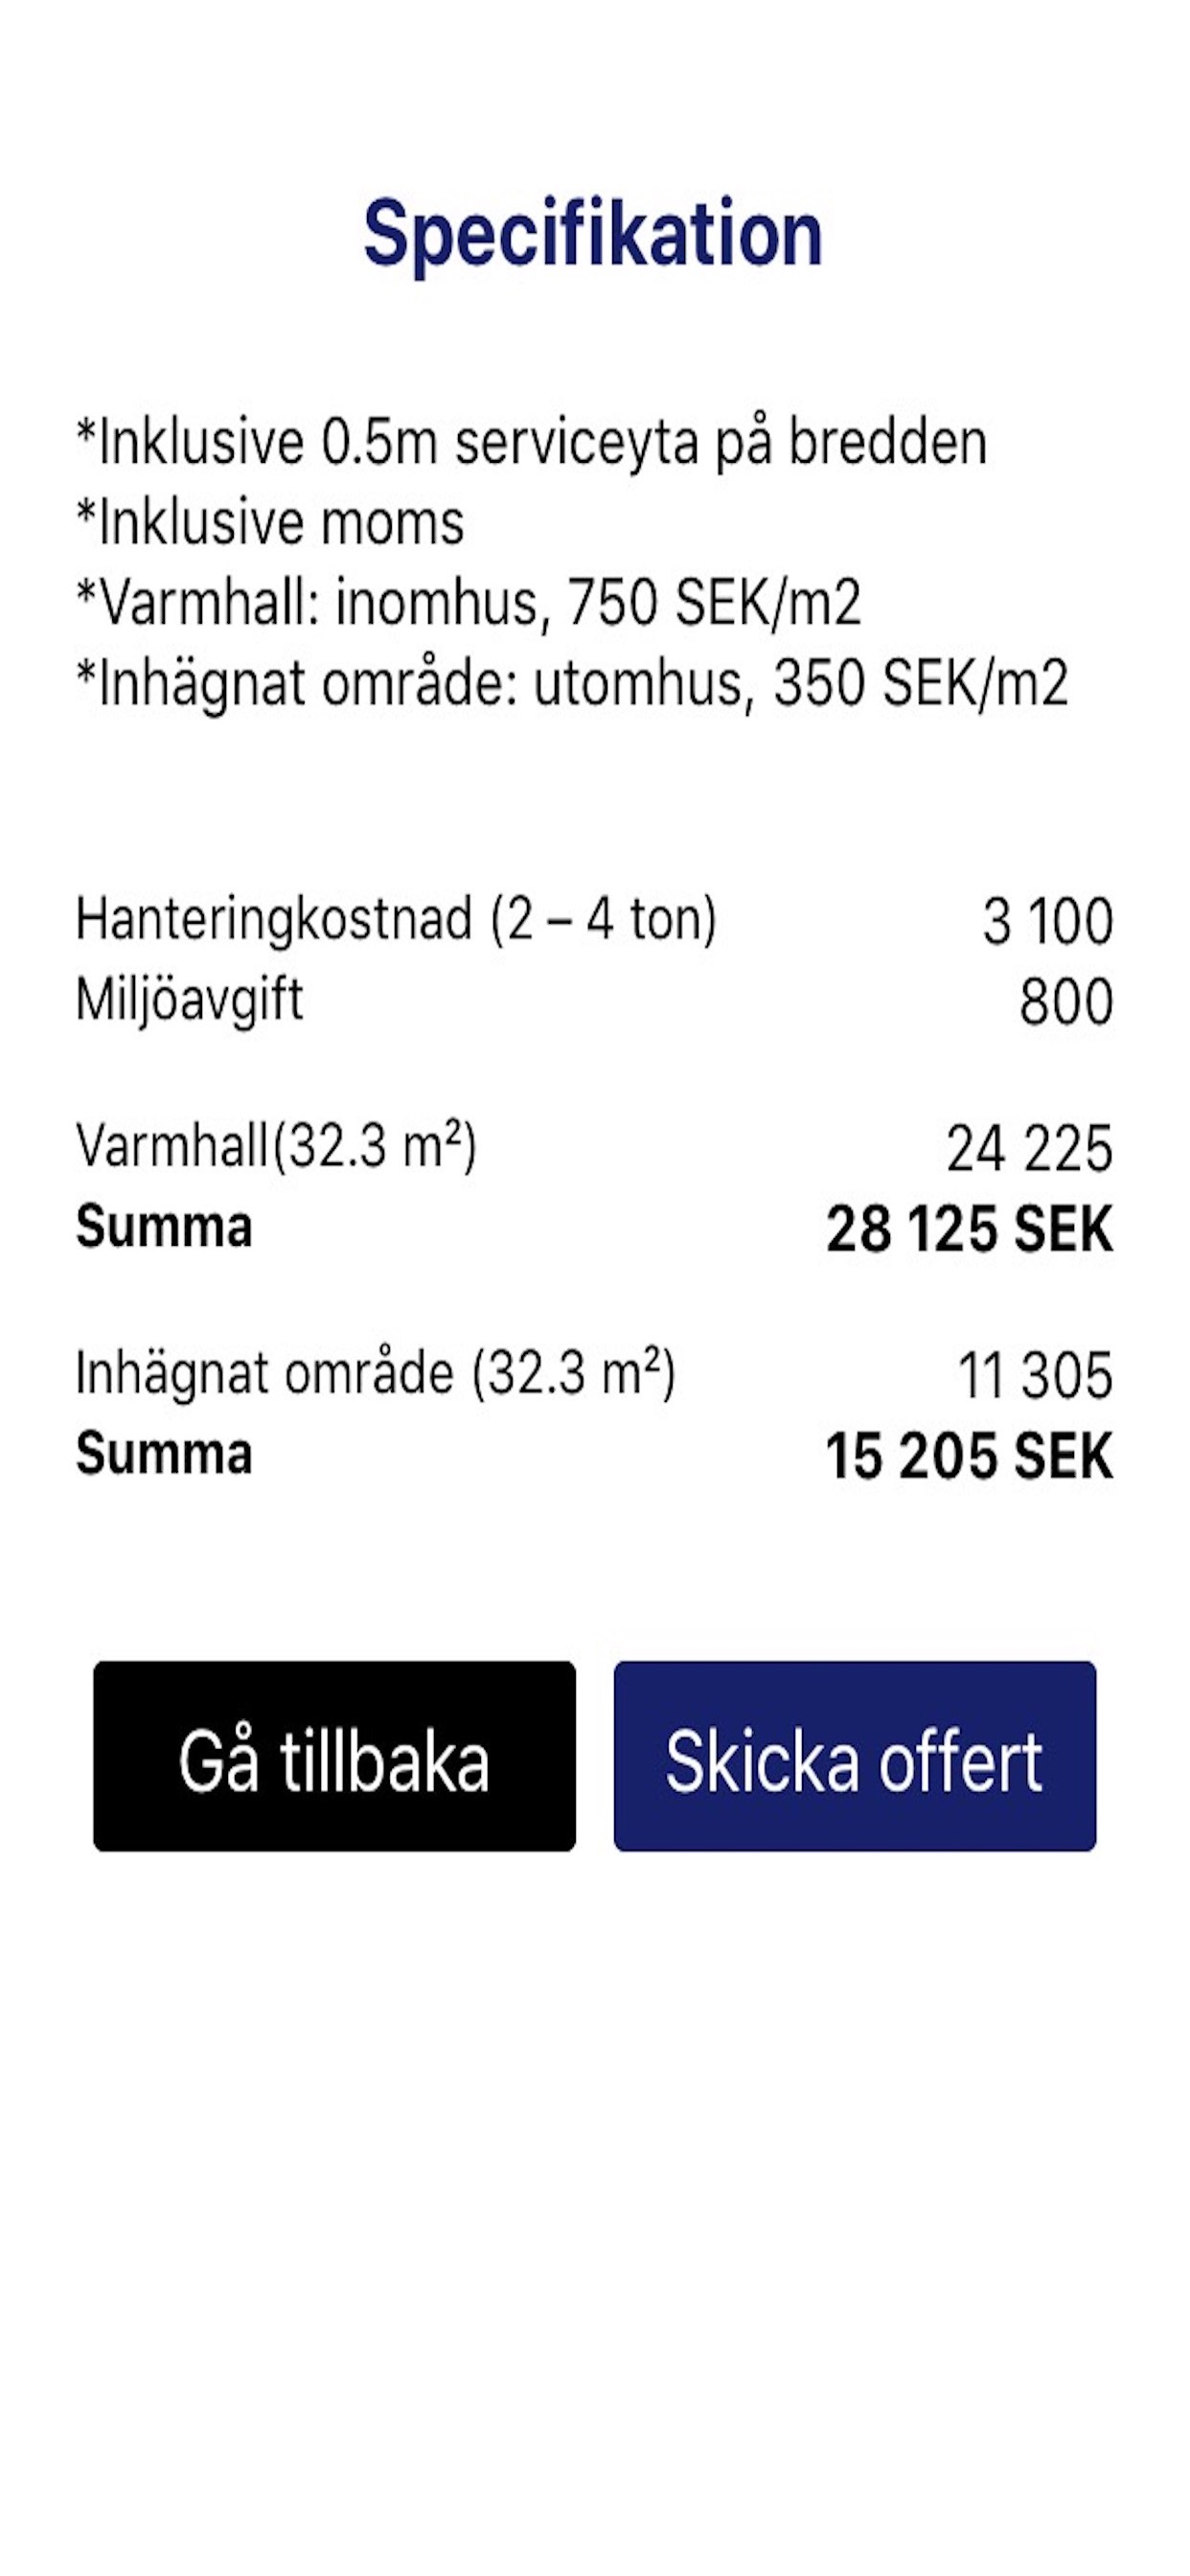 Specifikation
*Inklusive 0.5m serviceyta på bredden
*Inklusive moms
*Varmhall: inomhus, 750 SEK/m2
*Inhägnat område: utomhus, 350 SEK/m2
Hanteringkostnad (2 – 4 ton) 3 100
Miljöavgift 800
Varmhall(32.3 m²) 24 225
Summa 28 125 SEK
Inhägnat område (32.3 m²) 11 305
Summa 15 205 SEK
Gå tillbaka Skicka offert